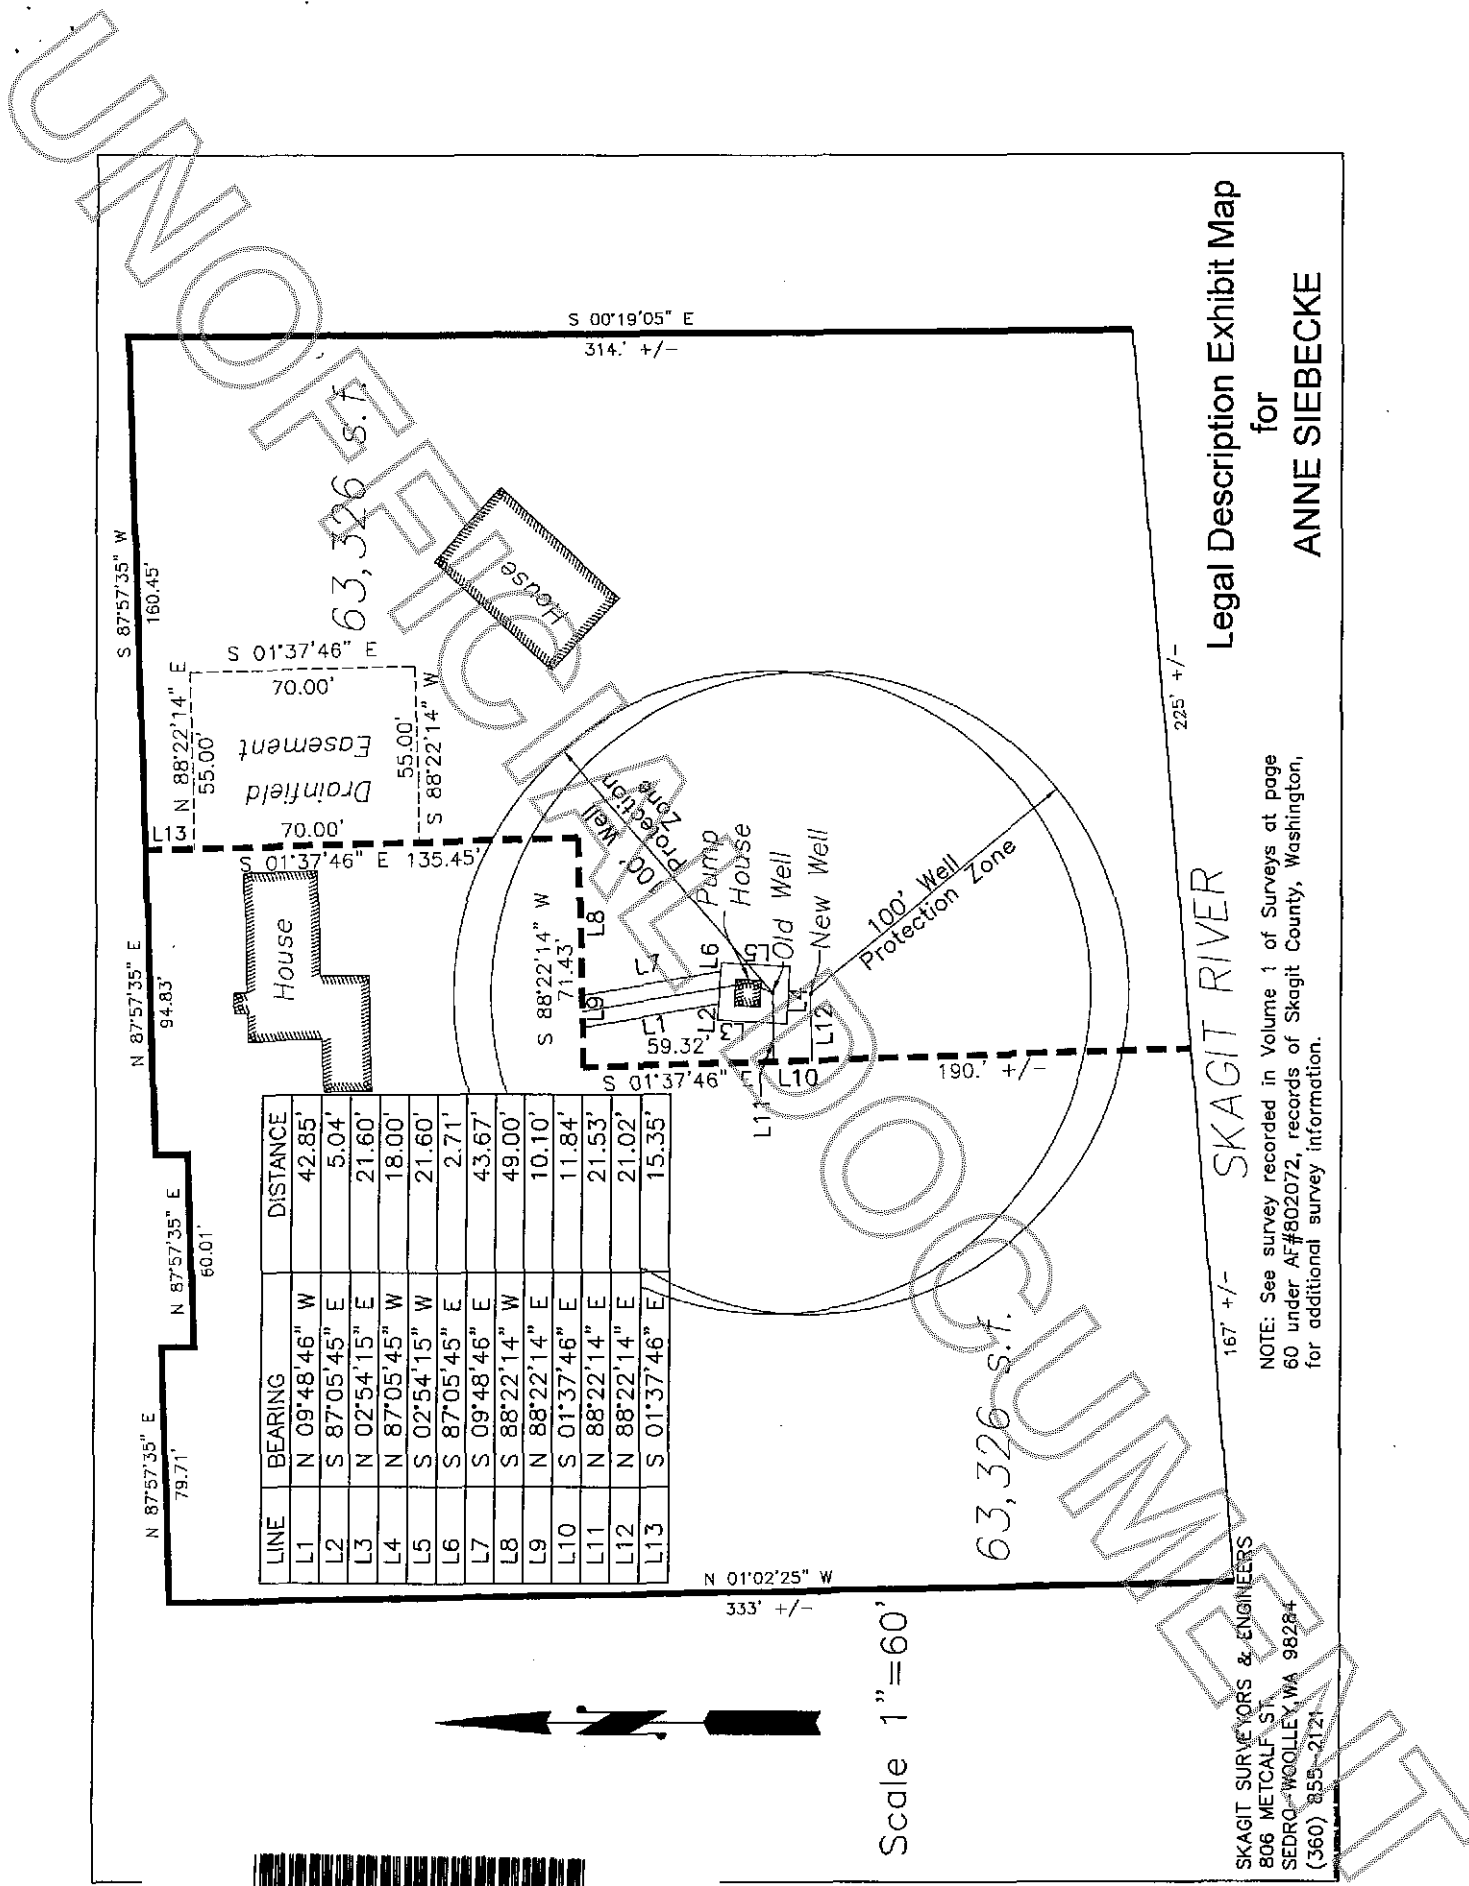 UNOFFICIAL DOCUMENT
N 87°57'35" E
79.71'
N 87°57'35" E
60.01'
N 87°57'35" E
94.83'
S 87°57'35" W
160.45'
L13
N 88°22'14" E
55.00'
S 01°37'46" E
70.00'
Drainfield
Easement
70.00'
55.00'
S 88°22'14" W
S 01°37'46" E 135.45'
House
63,326 s.f.
House
S 00°19'05" E
314.' +/-
LINE BEARING DISTANCE
L1 N 09°48'46" W 42.85'
L2 S 87°05'45" E 5.04'
L3 N 02°54'15" E 21.60'
L4 N 87°05'45" W 18.00'
L5 S 02°54'15" W 21.60'
L6 S 87°05'45" E 2.71'
L7 S 09°48'46" E 43.67'
L8 S 88°22'14" W 49.00'
L9 N 88°22'14" E 10.10'
L10 S 01°37'46" E 11.84'
L11 N 88°22'14" E 21.53'
L12 N 88°22'14" E 21.02'
L13 S 01°37'46" E 15.35'
S 88°22'14" W
71.43'
L9
L8
L1
L7
59.32'
S 01°37'46" E
L2
L6
L3
L5
L4
L11
L10
L12
100' Well
Protection
Zone
Pump
House
Old Well
New Well
100' Well
Protection Zone
190.' +/-
N 01°02'25" W
333' +/-
63,326 s.f.
167' +/-
225' +/-
SKAGIT RIVER
Scale 1"=60'
Legal Description Exhibit Map
for
ANNE SIEBECKE
NOTE: See survey recorded in Volume 1 of Surveys at page
60 under AF#802072, records of Skagit County, Washington,
for additional survey information.
SKAGIT SURVEYORS & ENGINEERS
806 METCALF ST.
SEDRO-WOOLLEY, WA 98284
(360) 855-2121